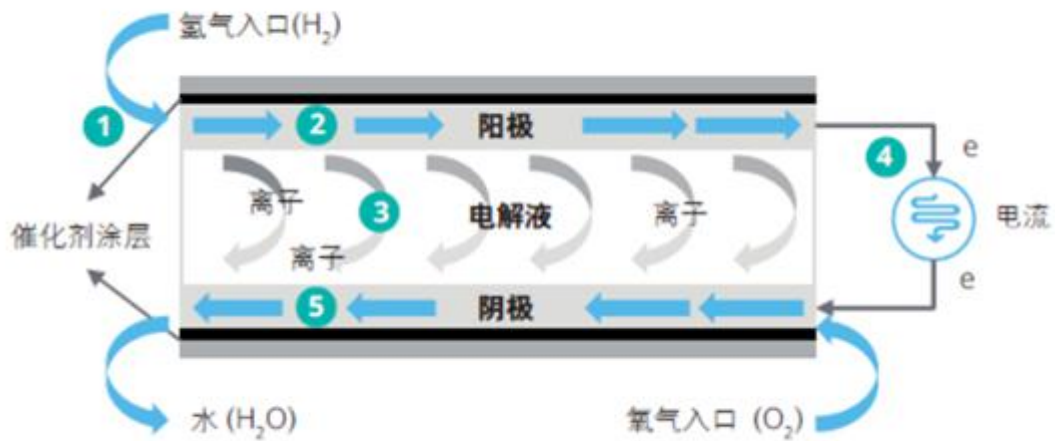 氢气入口(H₂)
1
2
阳极
4
e
离子
3
电解液
离子
电流
催化剂涂层
离子
e
5
阴极
水 (H₂O)
氧气入口 (O₂)